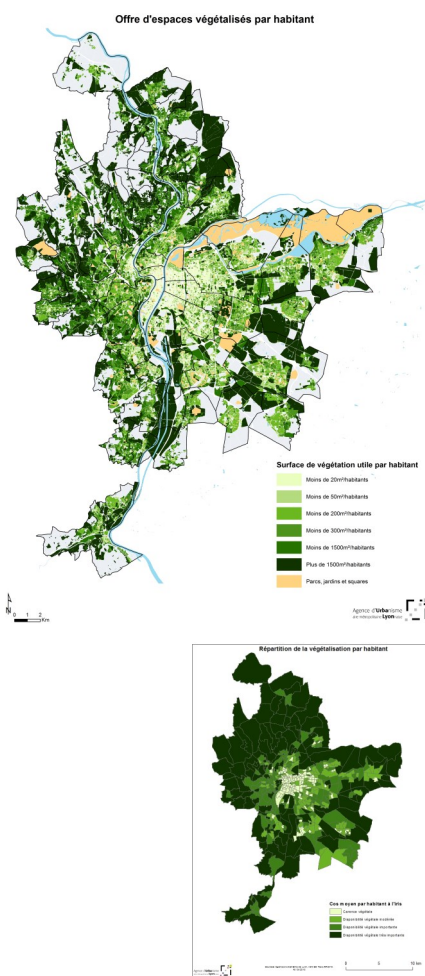 Offre d'espaces végétalisés par habitant
Surface de végétation utile par habitant
Moins de 20m²/habitants
Moins de 50m²/habitants
Moins de 200m²/habitants
Moins de 300m²/habitants
Moins de 1500m²/habitants
Plus de 1500m²/habitants
Parcs, jardins et squares
N
0 1 2
Km
Agence d'Urbanisme
Lyon
Répartition de la végétalisation par habitant
Cos moyen par habitant à l'Iris
Carence végétale
Disponibilité végétale modérée
Disponibilité végétale importante
Disponibilité végétale très importante
0 5 10 km